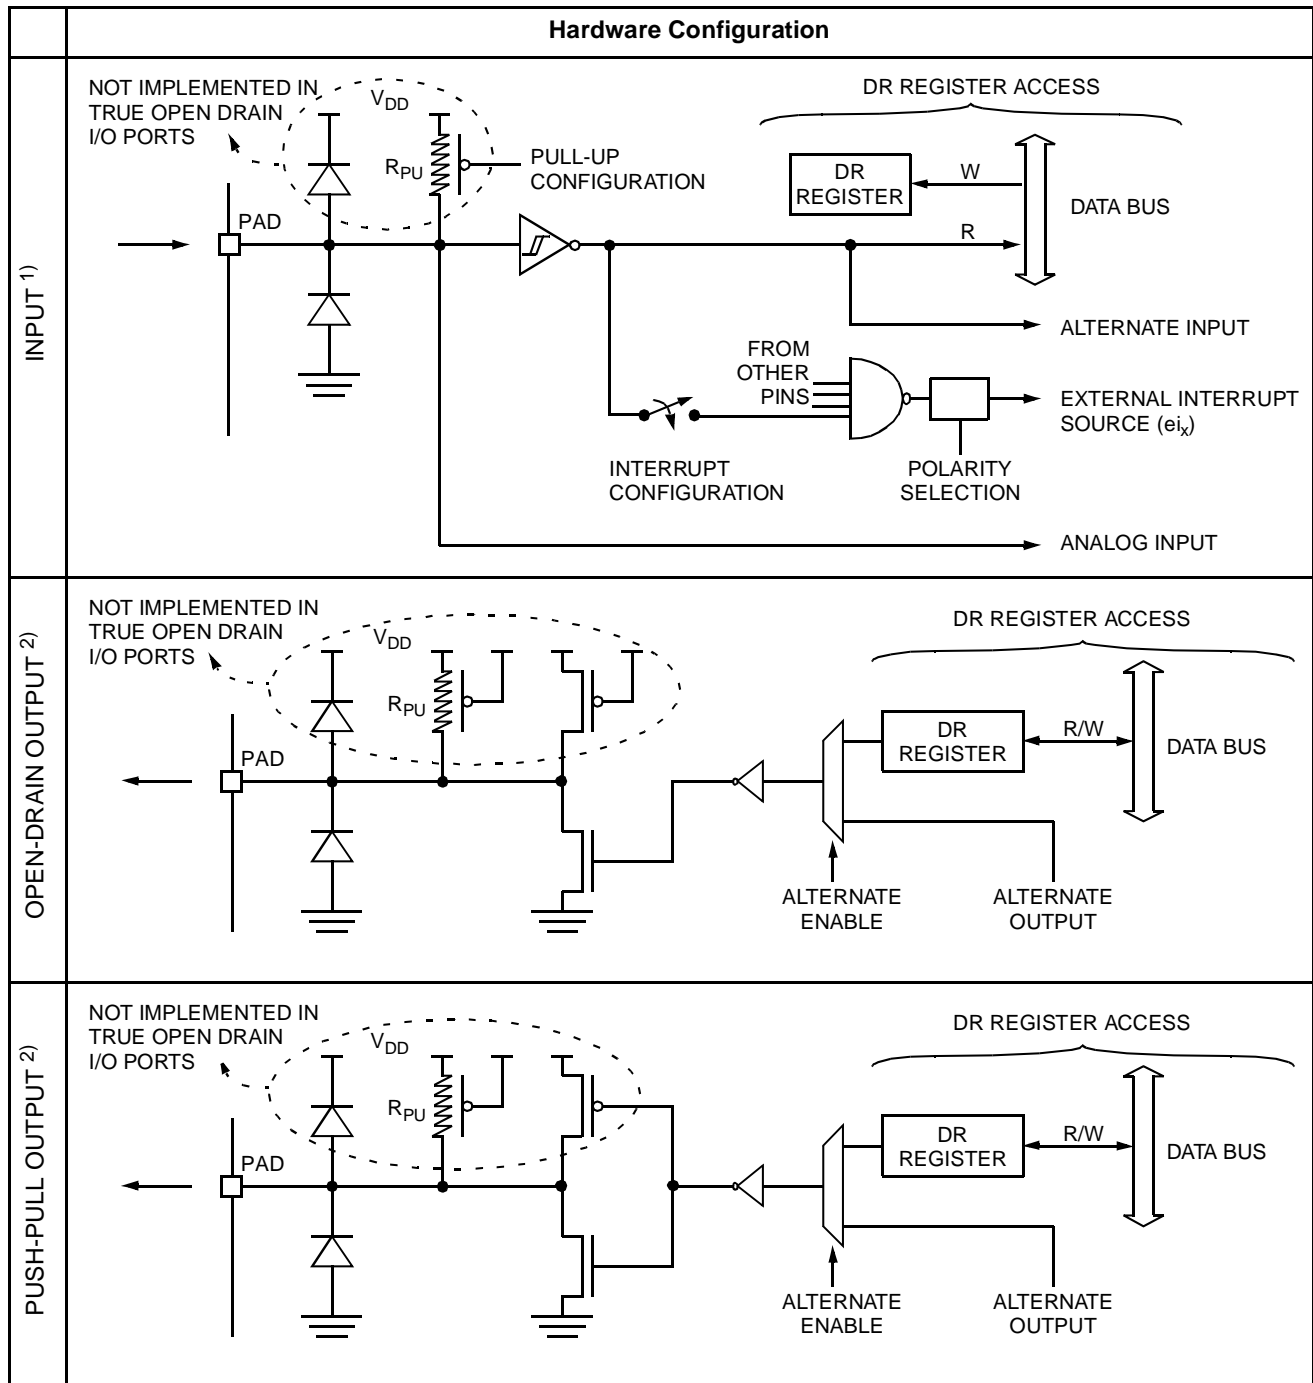 Hardware Configuration
INPUT 1)
NOT IMPLEMENTED IN
TRUE OPEN DRAIN
I/O PORTS
VDD
RPU
PULL-UP
CONFIGURATION
PAD
DR REGISTER ACCESS
DR
REGISTER
W
R
DATA BUS
ALTERNATE INPUT
FROM
OTHER
PINS
EXTERNAL INTERRUPT
SOURCE (eix)
INTERRUPT
CONFIGURATION
POLARITY
SELECTION
ANALOG INPUT
OPEN-DRAIN OUTPUT 2)
NOT IMPLEMENTED IN
TRUE OPEN DRAIN
I/O PORTS
VDD
RPU
PAD
DR REGISTER ACCESS
DR
REGISTER
R/W
DATA BUS
ALTERNATE
ENABLE
ALTERNATE
OUTPUT
PUSH-PULL OUTPUT 2)
NOT IMPLEMENTED IN
TRUE OPEN DRAIN
I/O PORTS
VDD
RPU
PAD
DR REGISTER ACCESS
DR
REGISTER
R/W
DATA BUS
ALTERNATE
ENABLE
ALTERNATE
OUTPUT